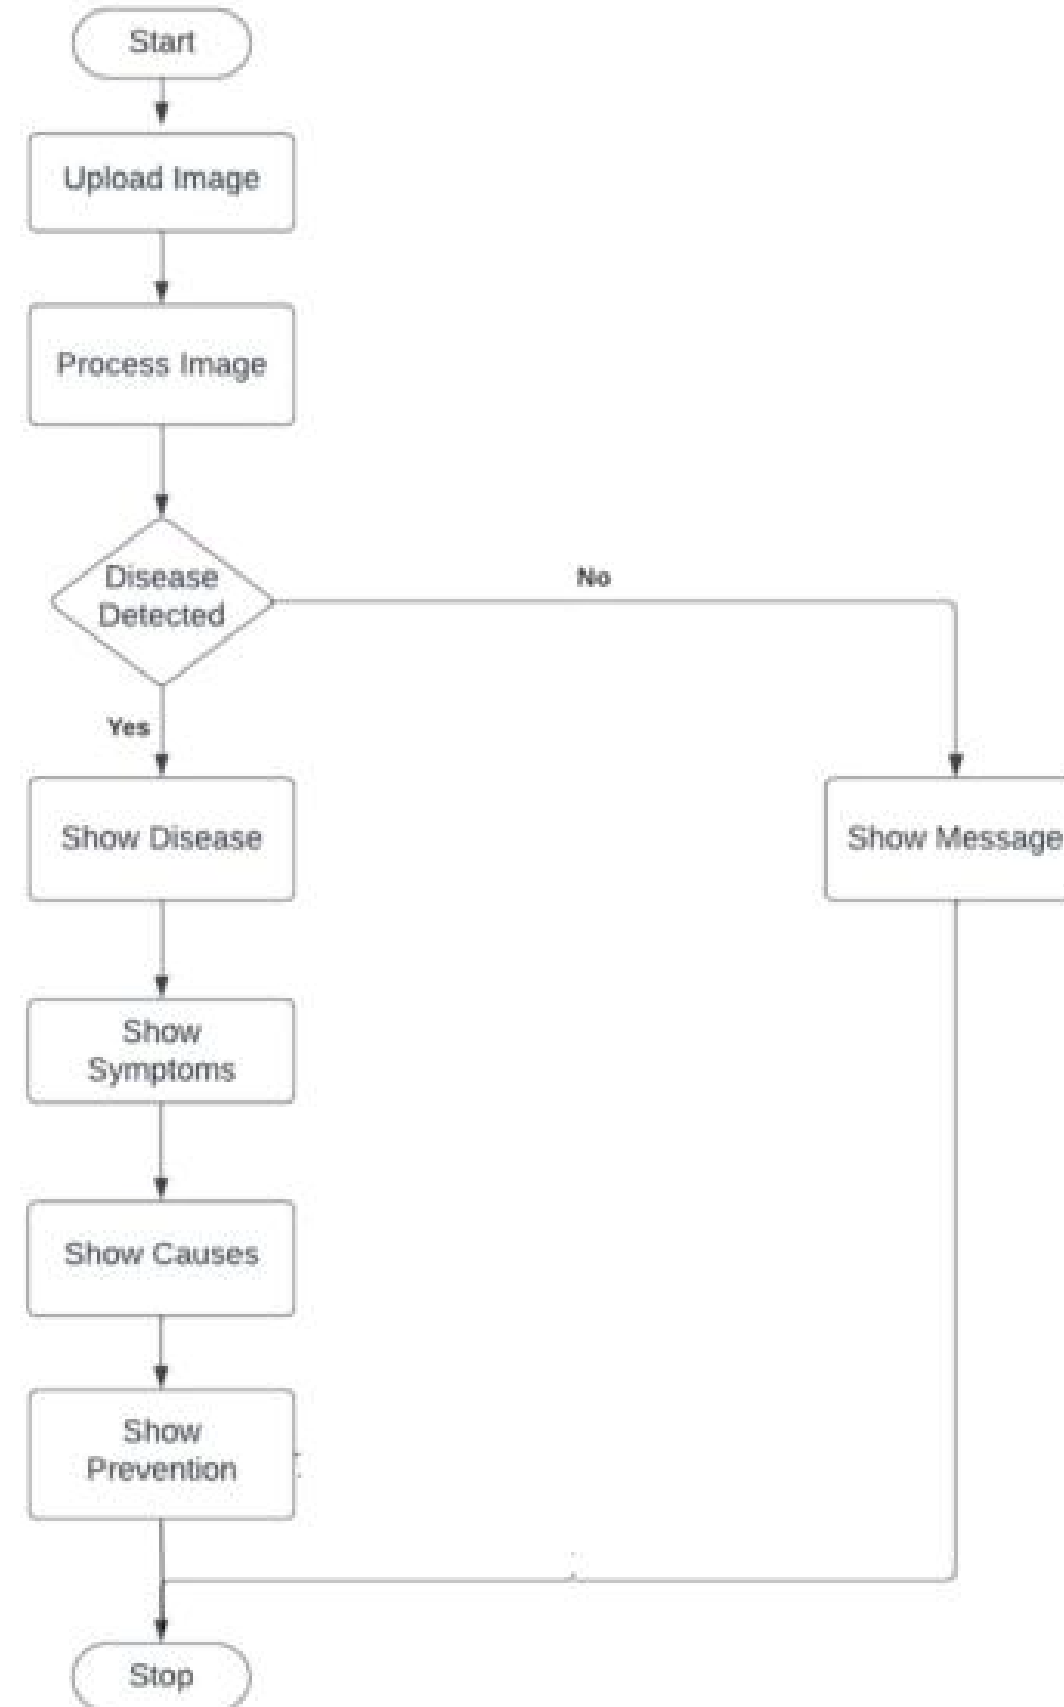 Start
Upload Image
Process Image
Disease
Detected
No
Yes
Show Disease
Show Message
Show
Symptoms
Show Causes
Show
Prevention
Stop